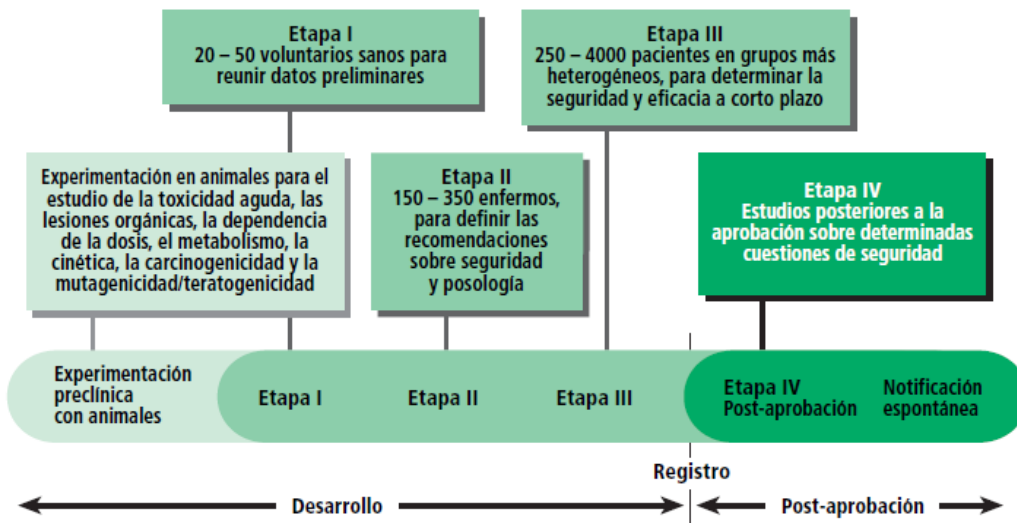 Etapa I
20 – 50 voluntarios sanos para
reunir datos preliminares
Etapa III
250 – 4000 pacientes en grupos más
heterogéneos, para determinar la
seguridad y eficacia a corto plazo
Experimentación en animales para el
estudio de la toxicidad aguda, las
lesiones orgánicas, la dependencia
de la dosis, el metabolismo, la
cinética, la carcinogenicidad y la
mutagenicidad/teratogenicidad
Etapa II
150 – 350 enfermos,
para definir las
recomendaciones
sobre seguridad
y posología
Etapa IV
Estudios posteriores a la
aprobación sobre determinadas
cuestiones de seguridad
Experimentación
preclínica
con animales
Etapa I
Etapa II
Etapa III
Etapa IV
Post-aprobación
Notificación
espontánea
Registro
Desarrollo
Post-aprobación